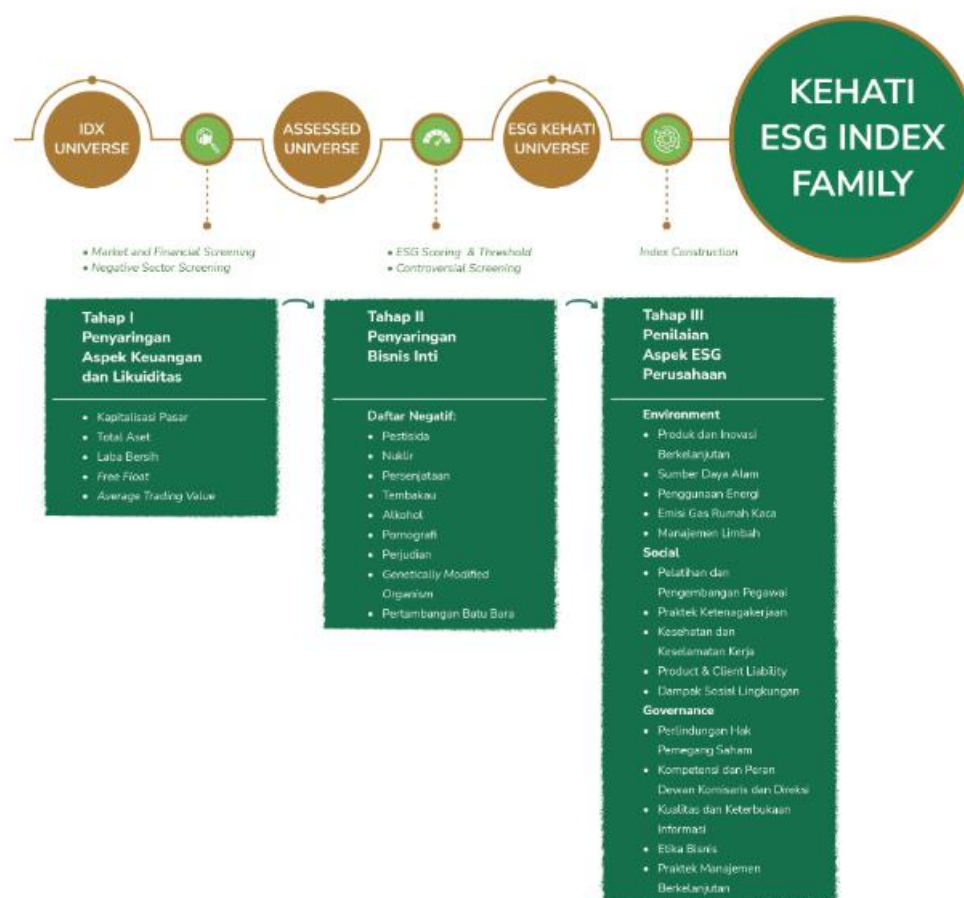 IDX
UNIVERSE
ASSESSED
UNIVERSE
ESG KEHATI
UNIVERSE
KEHATI
ESG INDEX
FAMILY
• Market and Financial Screening
• Negative Sector Screening
• ESG Scoring & Threshold
• Controversial Screening
Index Construction
Tahap I
Penyaringan
Aspek Keuangan
dan Likuiditas
• Kapitalisasi Pasar
• Total Aset
• Laba Bersih
• Free Float
• Average Trading Value
Tahap II
Penyaringan
Bisnis Inti
Daftar Negatif:
• Pestisida
• Nuklir
• Persenjataan
• Tembakau
• Alkohol
• Pornografi
• Perjudian
• Genetically Modified
Organism
• Pertambangan Batu Bara
Tahap III
Penilaian
Aspek ESG
Perusahaan
Environment
• Produk dan Inovasi
Berkelanjutan
• Sumber Daya Alam
• Penggunaan Energi
• Emisi Gas Rumah Kaca
• Manajemen Limbah
Social
• Pelatihan dan
Pengembangan Pegawai
• Praktek Ketenagakerjaan
• Kesehatan dan
Keselamatan Kerja
• Product & Client Liability
• Dampak Sosial Lingkungan
Governance
• Perlindungan Hak
Pemegang Saham
• Kompetensi dan Peran
Dewan Komisaris dan Direksi
• Kualitas dan Keterbukaan
Informasi
• Etika Bisnis
• Praktek Manajemen
Berkelanjutan